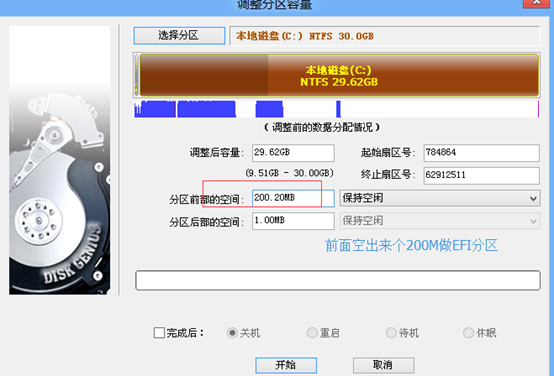 调整分区容量
选择分区 本地磁盘(C:) NTFS 30.0GB
本地磁盘(C:)
NTFS 29.62GB
(调整前的数据分配情况)
调整后容量: 29.62GB 起始扇区号: 784864
(9.51GB - 30.00GB) 终止扇区号: 62912511
分区前部的空间: 200.20MB 保持空闲
分区后部的空间: 1.00MB 保持空闲
前面空出来个200M做EFI分区
DISK GENIUS
完成后: 关机 重启 待机 休眠
开始 取消